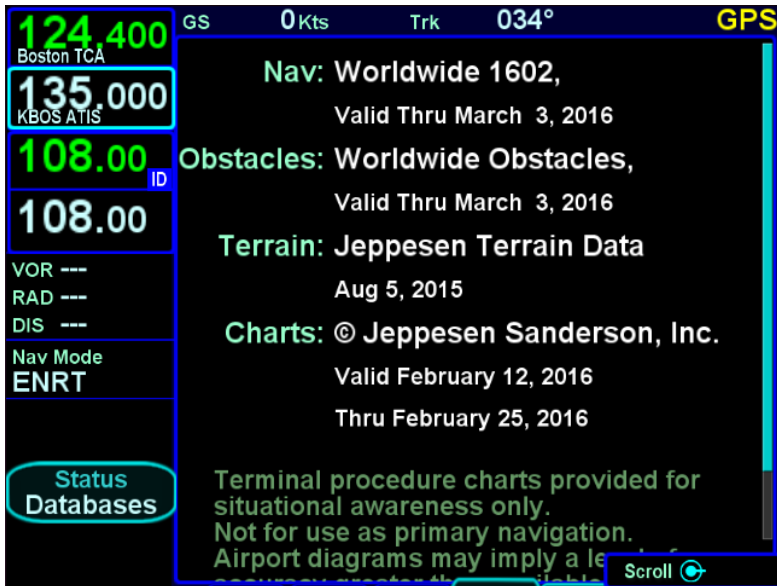 GS 0Kts Trk 034° GPS
124.400
Boston TCA
135.000
KBOS ATIS
108.00
ID
108.00
VOR ---
RAD ---
DIS ---
Nav Mode
ENRT
Status
Databases
Nav: Worldwide 1602,
Valid Thru March 3, 2016
Obstacles: Worldwide Obstacles,
Valid Thru March 3, 2016
Terrain: Jeppesen Terrain Data
Aug 5, 2015
Charts: © Jeppesen Sanderson, Inc.
Valid February 12, 2016
Thru February 25, 2016
Terminal procedure charts provided for
situational awareness only.
Not for use as primary navigation.
Airport diagrams may imply a
accuracy greater
Scroll